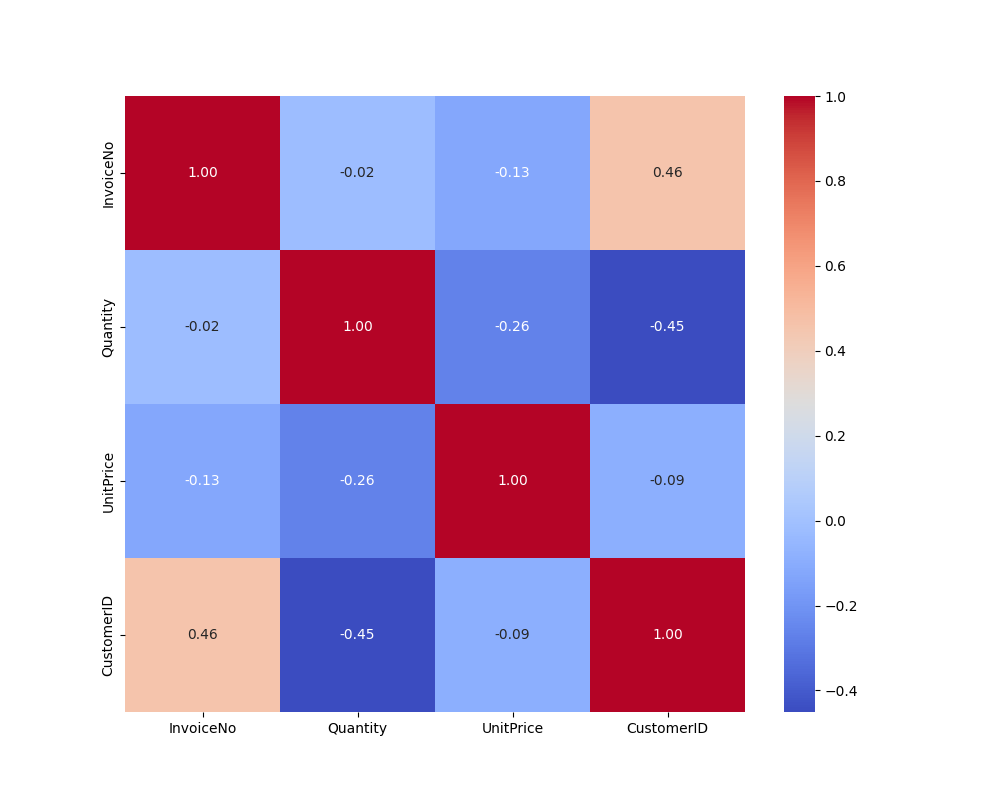 InvoiceNo 1.00 -0.02 -0.13 0.46
Quantity -0.02 1.00 -0.26 -0.45
UnitPrice -0.13 -0.26 1.00 -0.09
CustomerID 0.46 -0.45 -0.09 1.00
InvoiceNo Quantity UnitPrice CustomerID
1.0
0.8
0.6
0.4
0.2
0.0
−0.2
−0.4